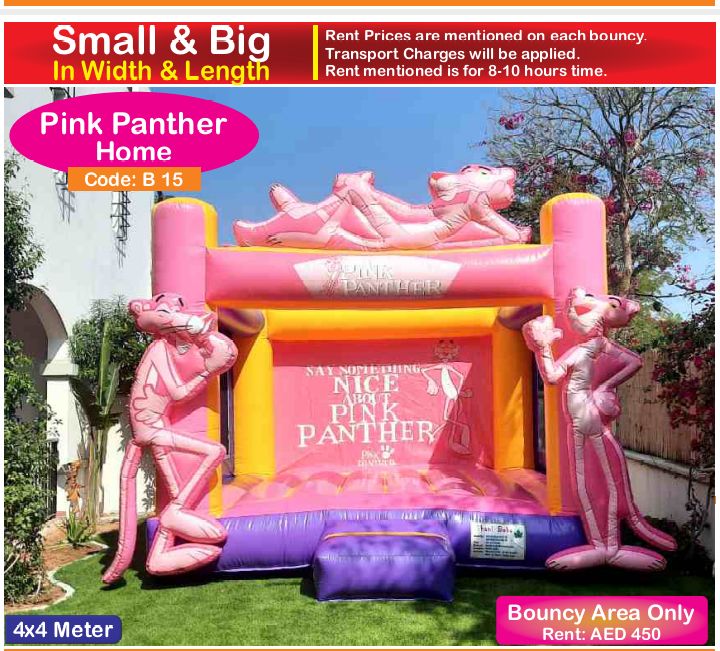 Small & Big
In Width & Length
Rent Prices are mentioned on each bouncy.
Transport Charges will be applied.
Rent mentioned is for 8-10 hours time.
Pink Panther
Home
Code: B 15
PINK
PANTHER
SAY SOMETHING
NICE
ABOUT
PINK
PANTHER
PINK
PANTHER
4x4 Meter
Bouncy Area Only
Rent: AED 450